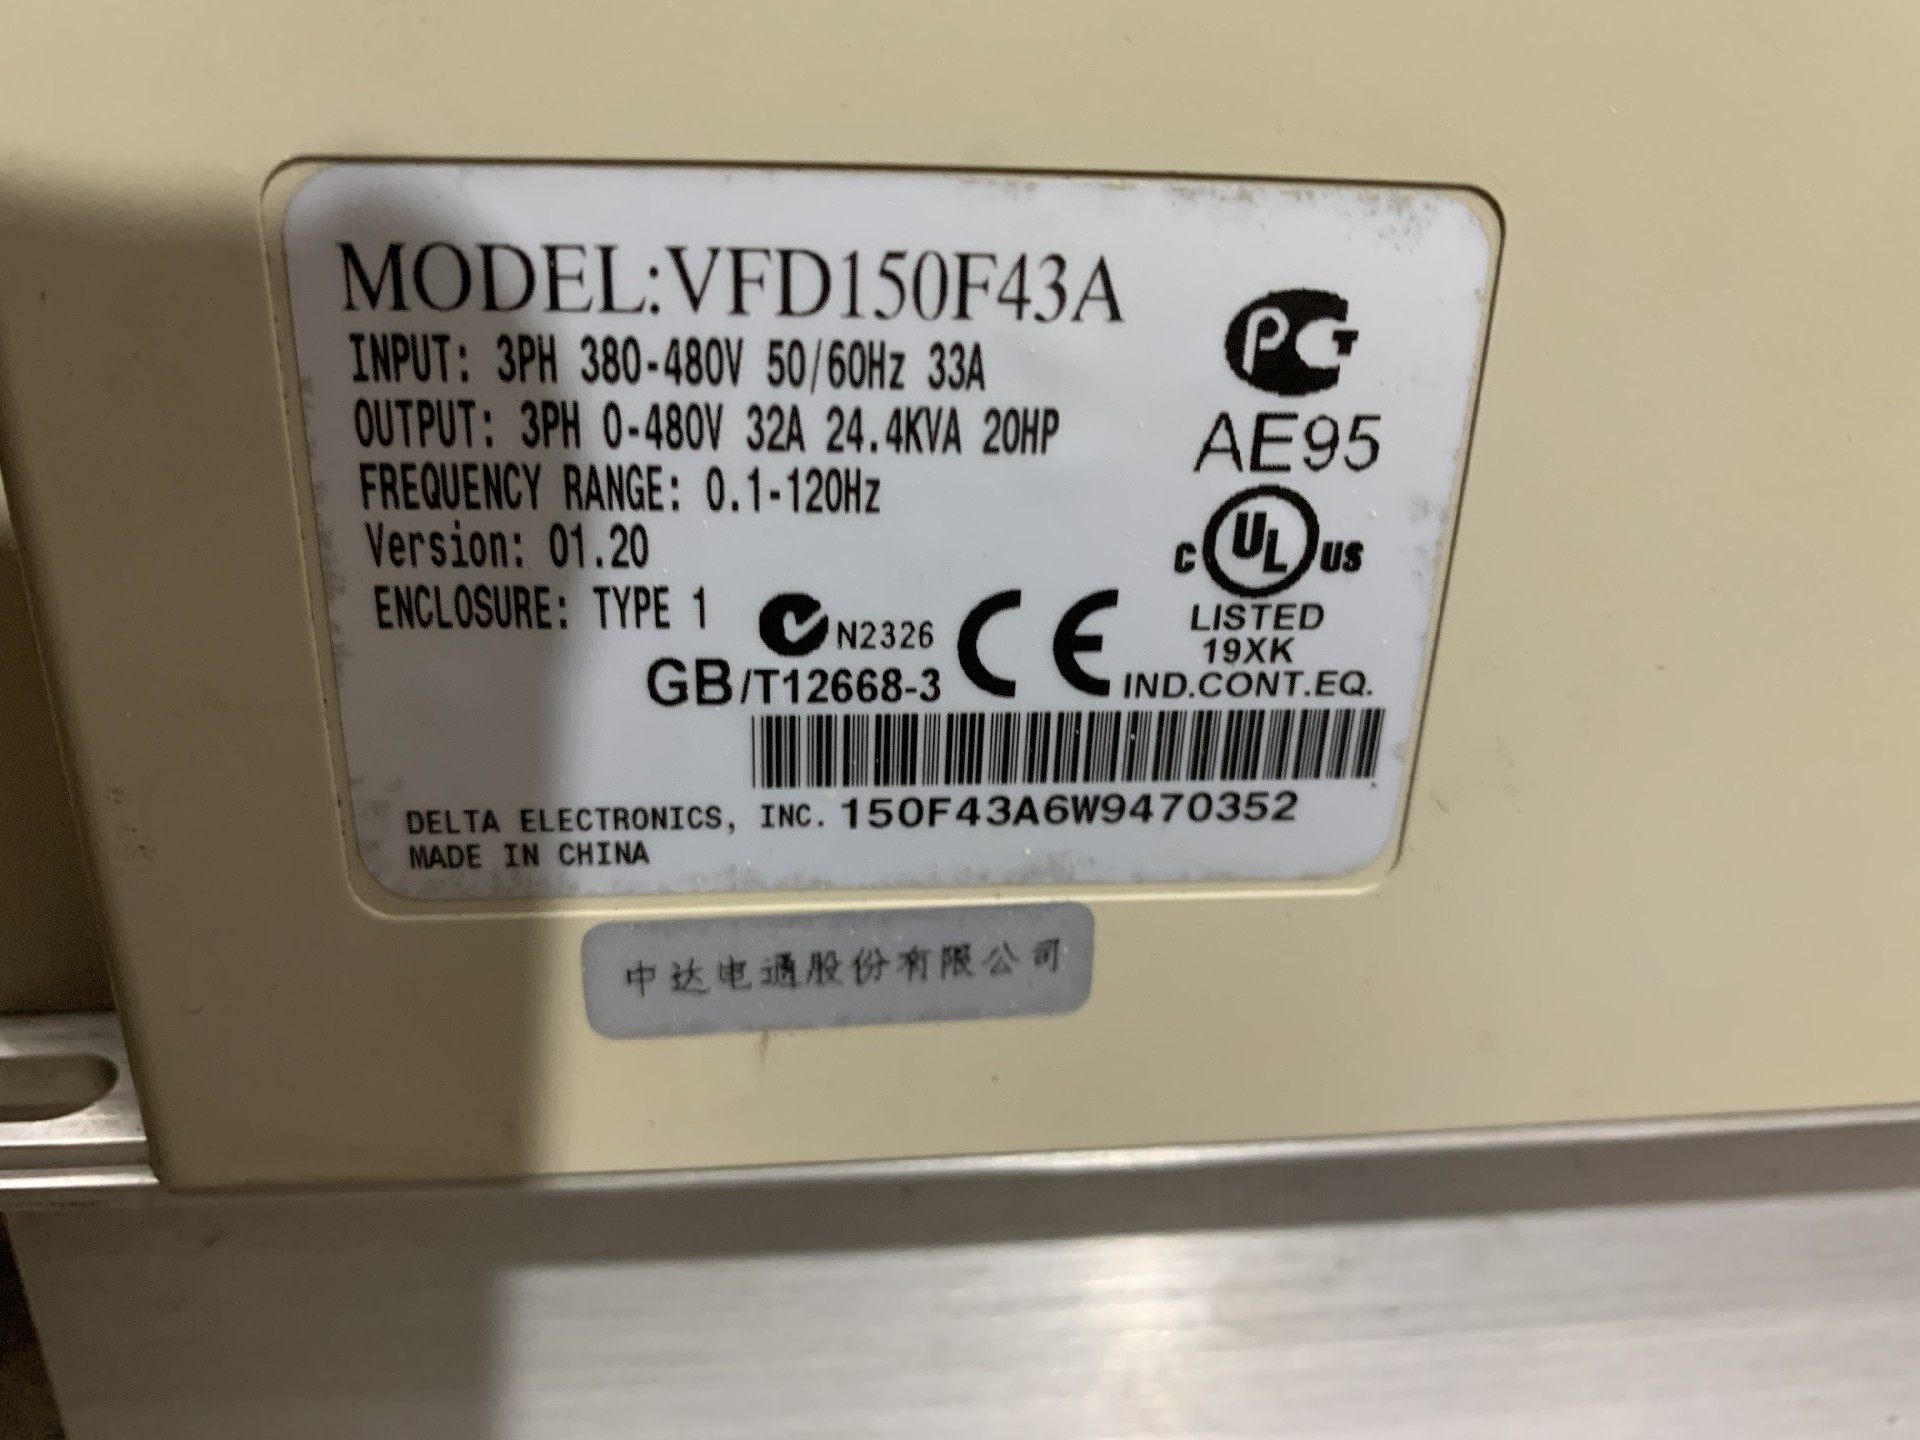 MODEL:VFD150F43A
INPUT: 3PH 380-480V 50/60Hz 33A
OUTPUT: 3PH 0-480V 32A 24.4KVA 20HP
FREQUENCY RANGE: 0.1-120Hz
Version: 01.20
ENCLOSURE: TYPE 1
PCT
AE95
C UL US
LISTED
19XK
IND.CONT.EQ.
N2326
CE
GB/T12668-3
DELTA ELECTRONICS, INC. 150F43A6W9470352
MADE IN CHINA
中达电通股份有限公司